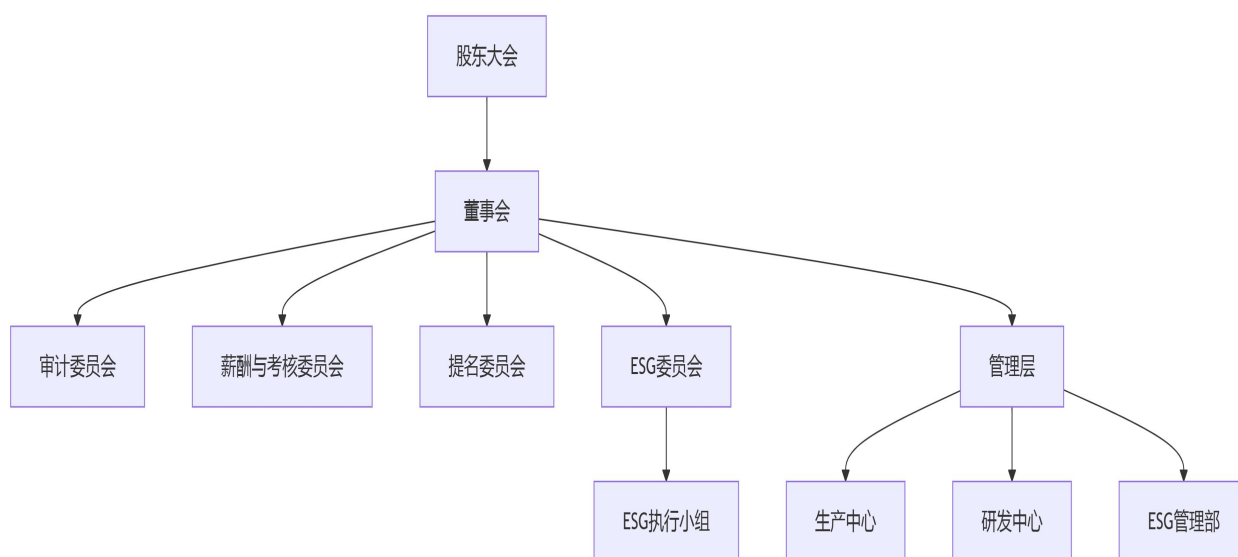 股东大会
董事会
审计委员会
薪酬与考核委员会
提名委员会
ESG委员会
管理层
ESG执行小组
生产中心
研发中心
ESG管理部